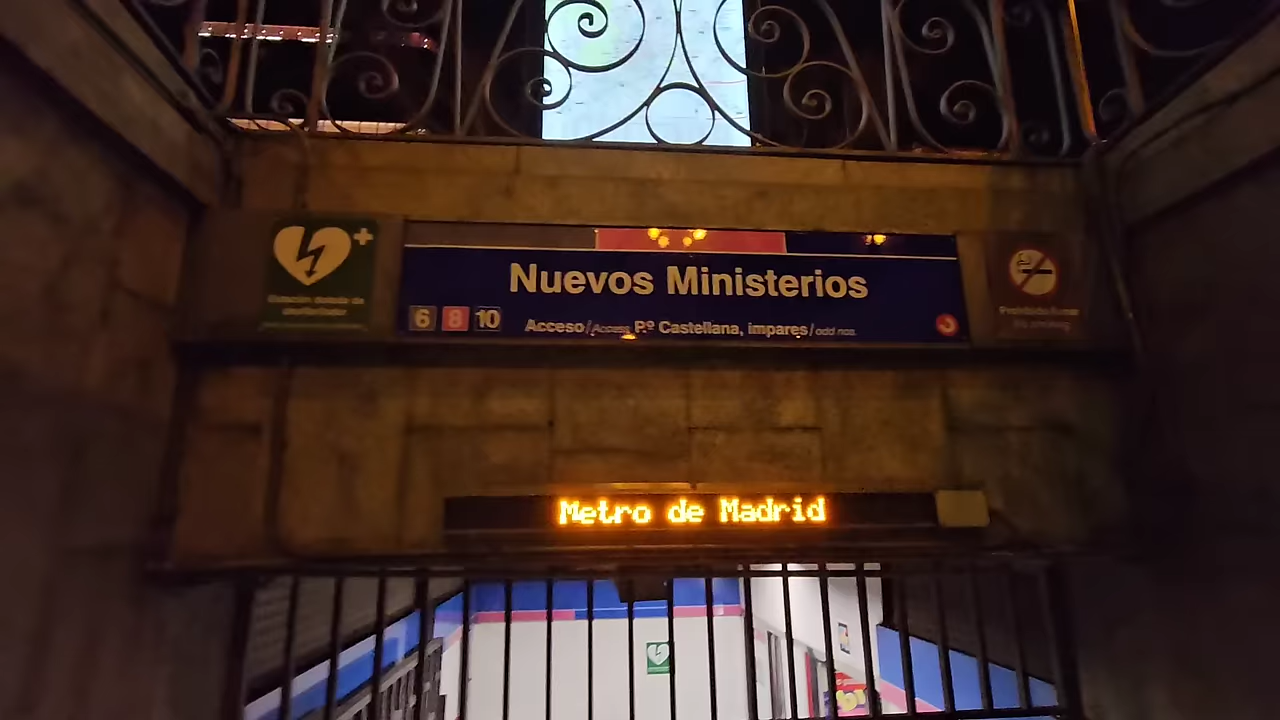 Nuevos Ministerios
6 8 10
Acceso/Access Pº Castellana, impares/odd nos.
Metro de Madrid